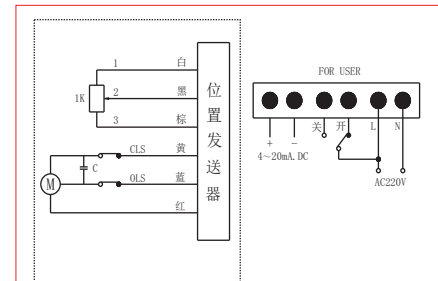 1 白
1K 2 黑
3 棕
位置发送器
CLS 黄
C
M OLS 蓝
红
FOR USER
+ − 关 开 L N
4~20mA.DC
AC220V